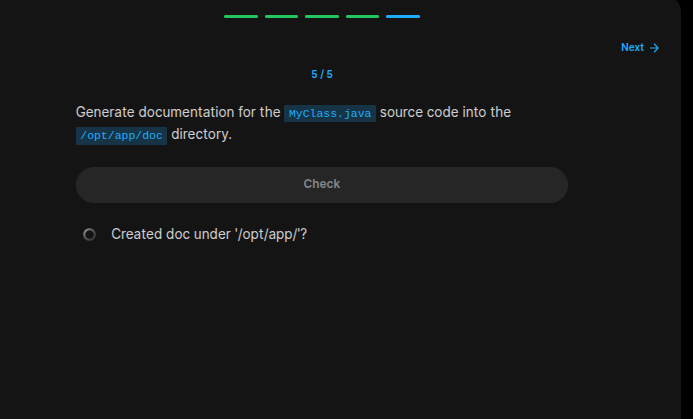 Next →
5 / 5
Generate documentation for the MyClass.java source code into the
/opt/app/doc directory.
Check
Created doc under '/opt/app/'?